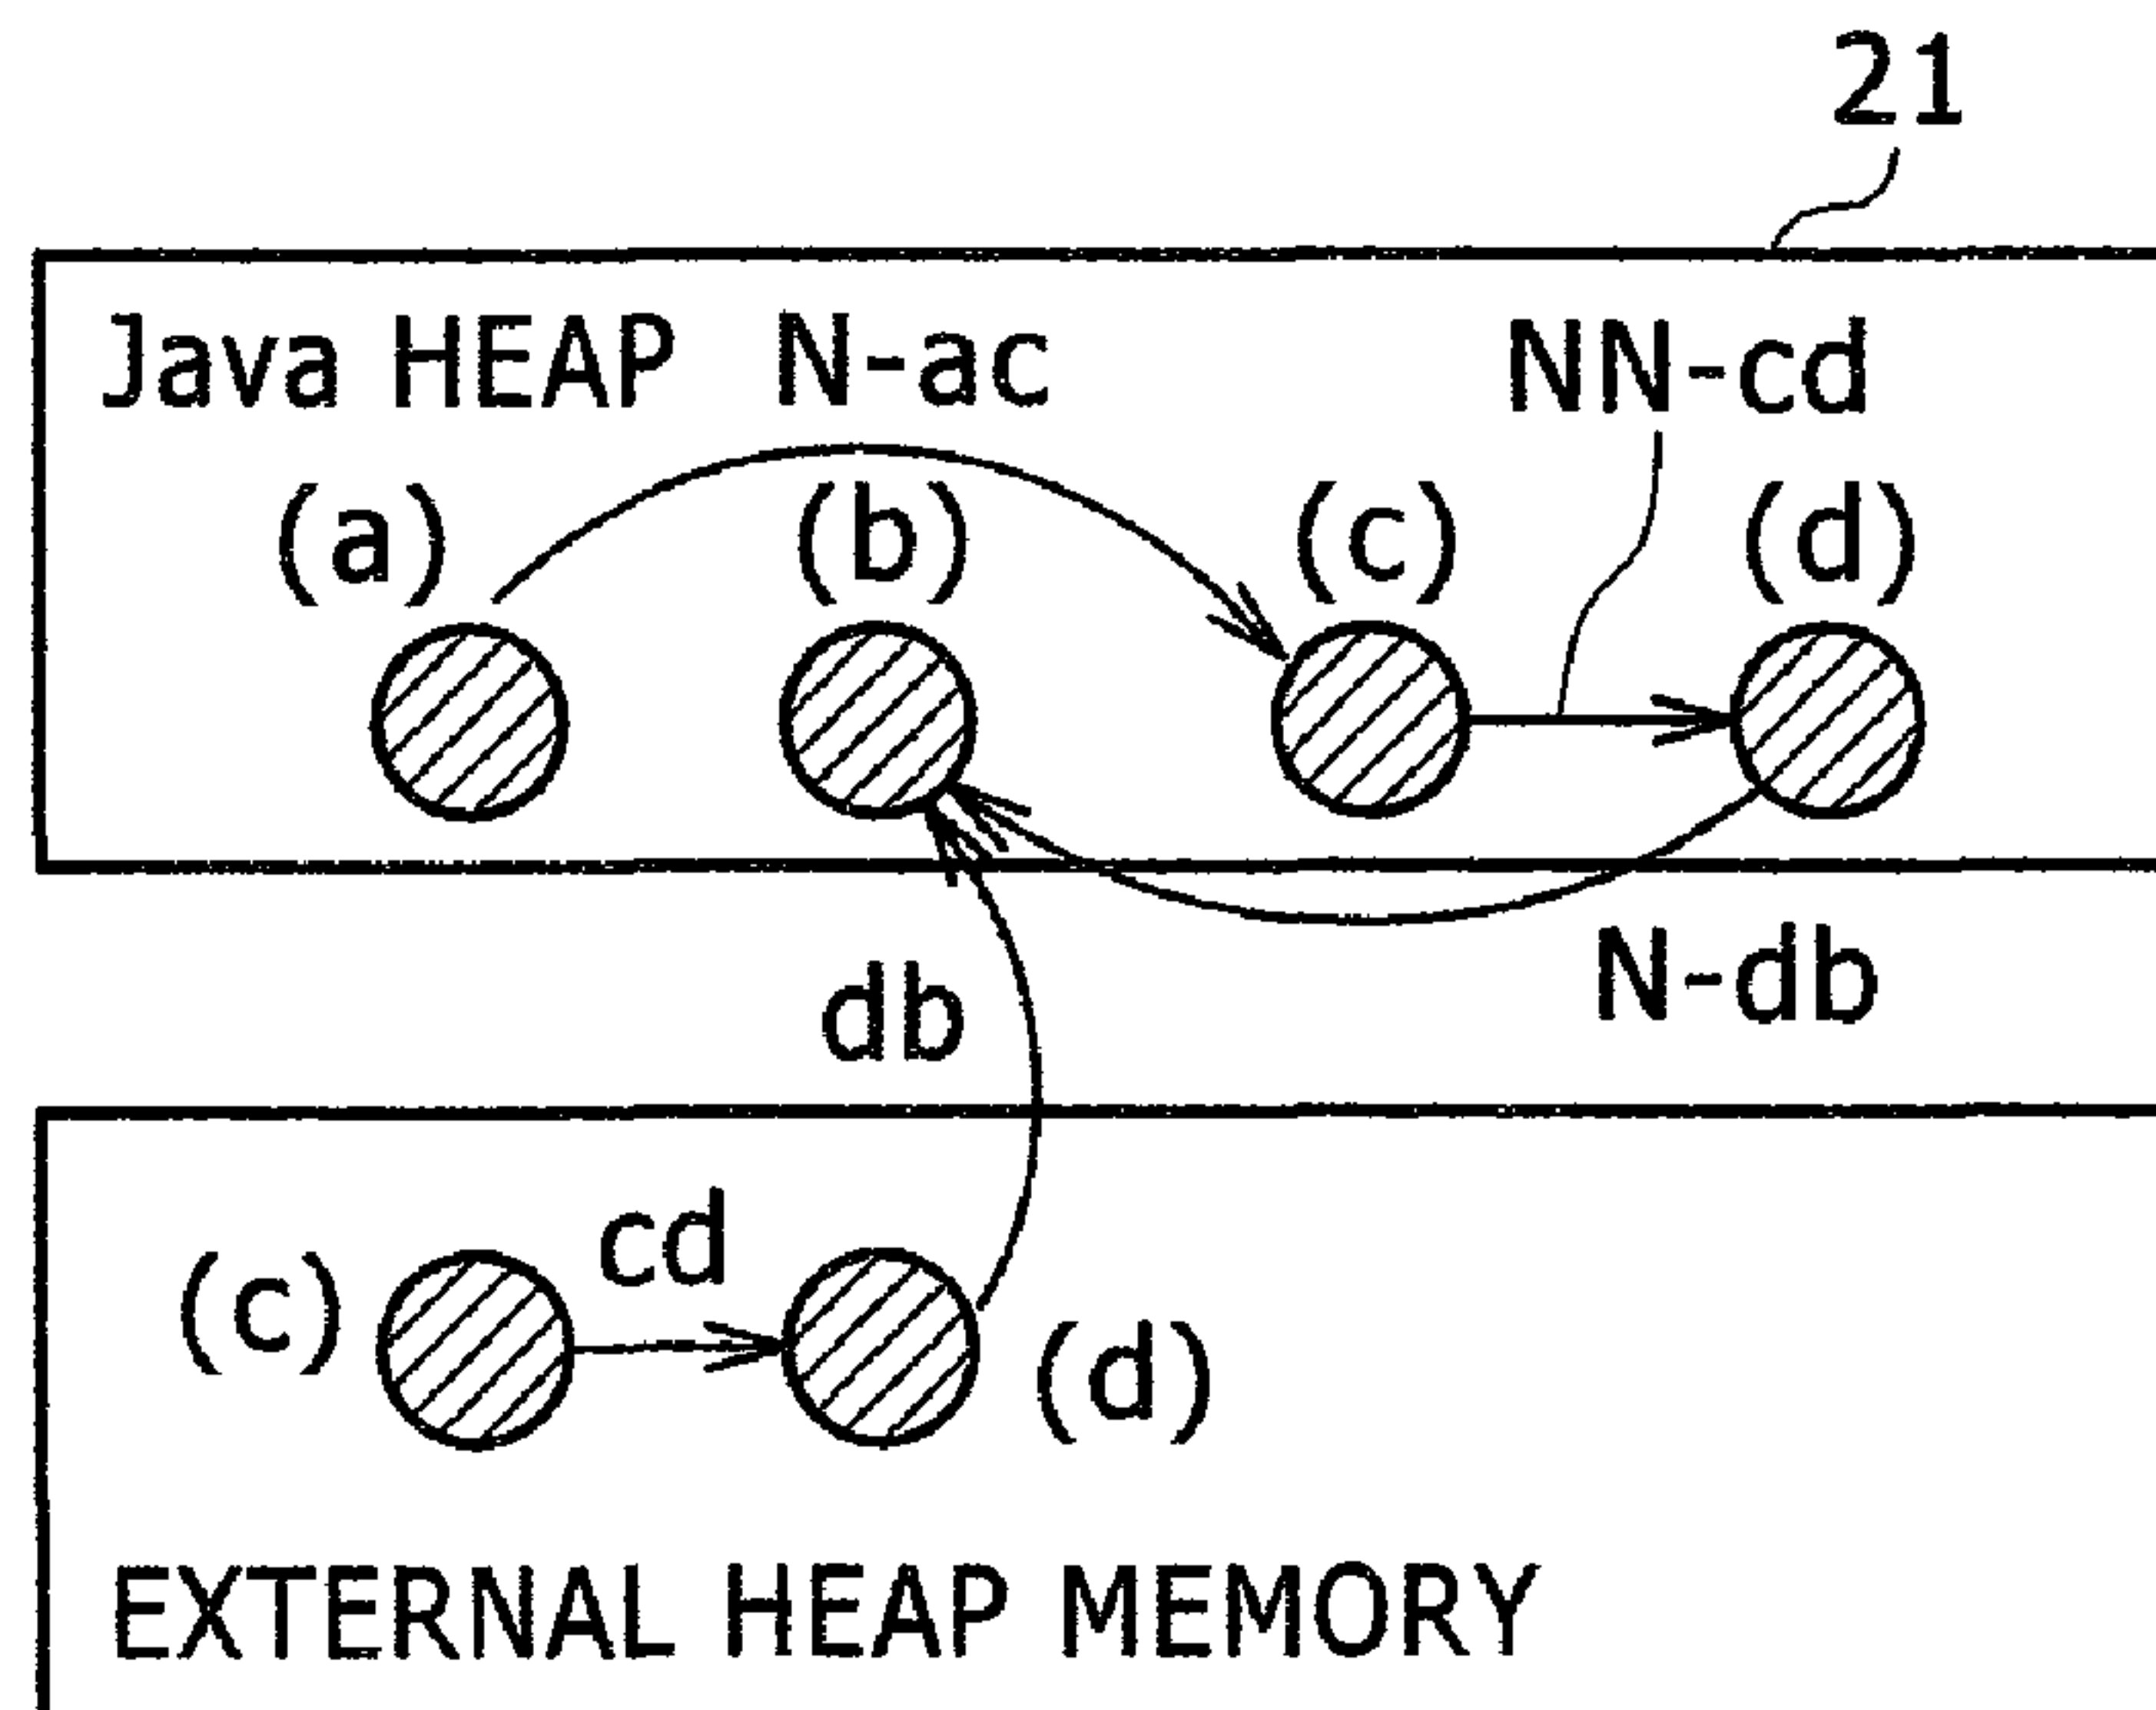 21
Java HEAP N-ac NN-cd
(a) (b) (c) (d)
N-db
db
cd
(c)
(d)
EXTERNAL HEAP MEMORY